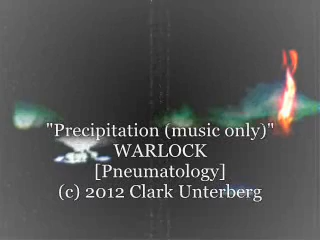 "Precipitation (music only)"
WARLOCK
[Pneumatology]
(c) 2012 Clark Unterberg